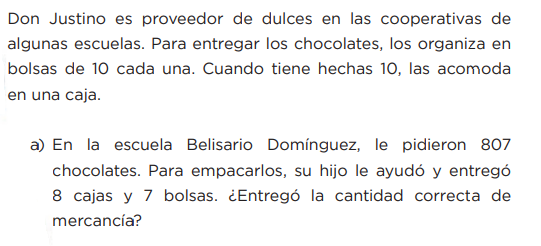 Don Justino es proveedor de dulces en las cooperativas de
algunas escuelas. Para entregar los chocolates, los organiza en
bolsas de 10 cada una. Cuando tiene hechas 10, las acomoda
en una caja.
a) En la escuela Belisario Domínguez, le pidieron 807
chocolates. Para empacarlos, su hijo le ayudó y entregó
8 cajas y 7 bolsas. ¿Entregó la cantidad correcta de
mercancía?